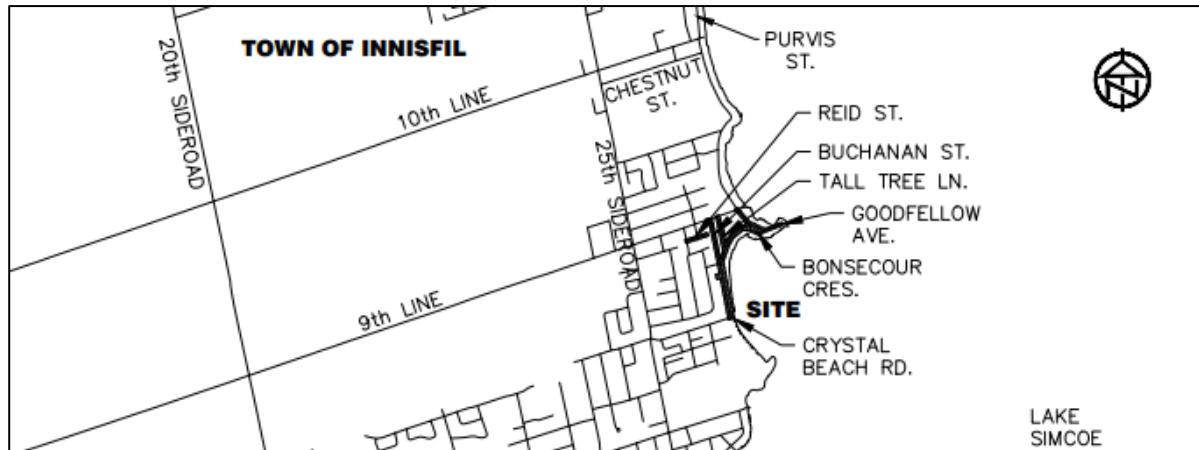 PURVIS
ST.
TOWN OF INNISFIL
20th SIDEROAD
10th LINE
CHESTNUT
ST.
N
REID ST.
BUCHANAN ST.
TALL TREE LN.
25th SIDEROAD
GOODFELLOW
AVE.
BONSECOUR
CRES.
9th LINE
SITE
CRYSTAL
BEACH RD.
LAKE
SIMCOE